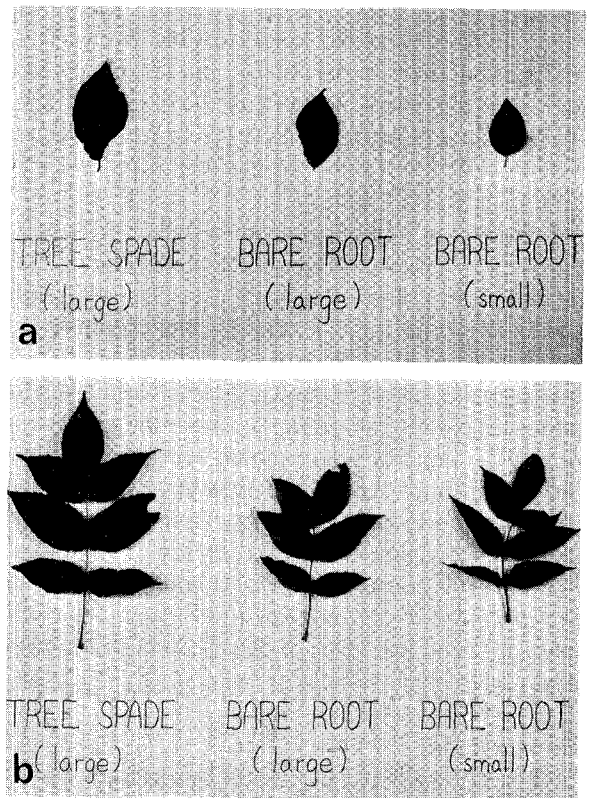 TREE SPADE BARE ROOT BARE ROOT
(large) (large) (small)
a
TREE SPADE BARE ROOT BARE ROOT
(large) (large) (small)
b